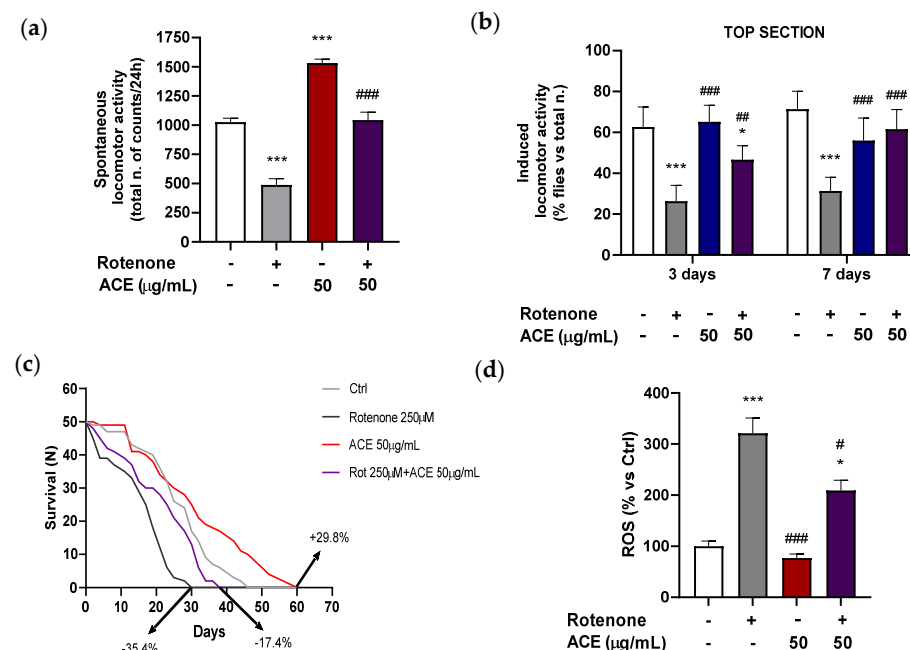 (a)
Spontaneous
locomotor activity
(total n. of counts/24h)
1750
1500
1250
1000
750
500
250
0
***
***
###
Rotenone - + - +
ACE (μg/mL) - - 50 50
(b)
TOP SECTION
Induced
locomotor activity
(% flies vs total n.)
100
80
60
40
20
0
***
###
##
*
***
###
###
3 days 7 days
Rotenone - + - + - + - +
ACE (μg/mL) - - 50 50 - - 50 50
(c)
Survival (N)
60
50
40
30
20
10
0
0 10 20 30 40 50 60 70
Days
Ctrl
Rotenone 250μM
ACE 50μg/mL
Rot 250μM+ACE 50μg/mL
+29.8%
-35.4%
-17.4%
(d)
ROS (% vs Ctrl)
400
300
200
100
0
***
###
#
*
Rotenone - + - +
ACE (μg/mL) - - 50 50